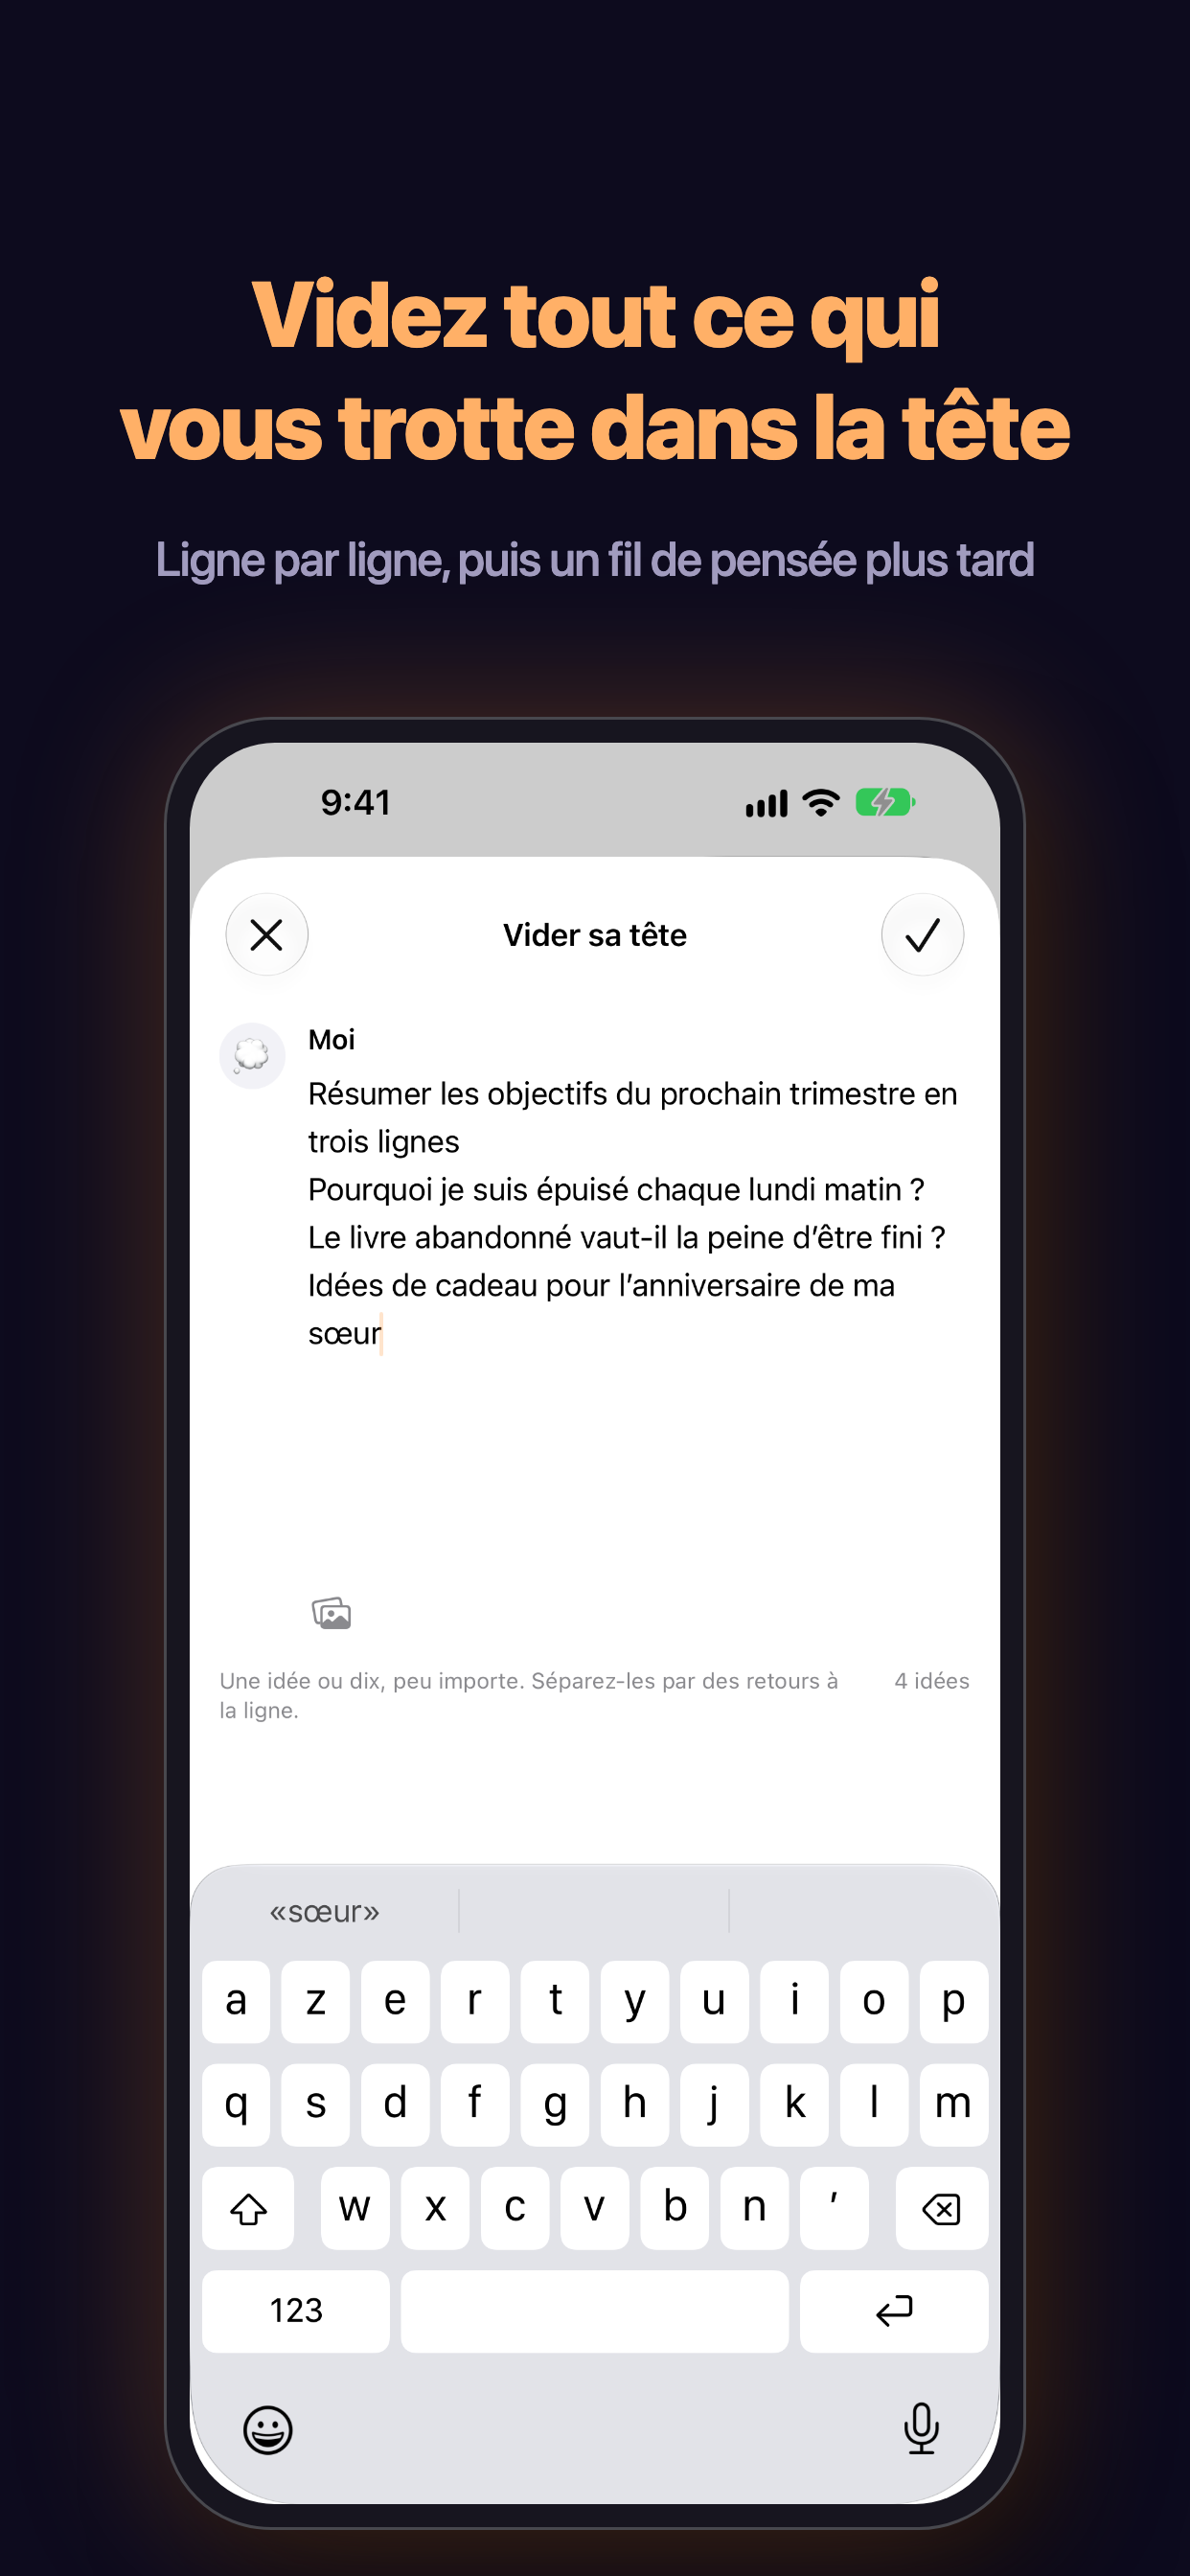 Videz tout ce qui
vous trotte dans la tête
Ligne par ligne, puis un fil de pensée plus tard
9:41
Vider sa tête
Moi
Résumer les objectifs du prochain trimestre en
trois lignes
Pourquoi je suis épuisé chaque lundi matin ?
Le livre abandonné vaut-il la peine d’être fini ?
Idées de cadeau pour l’anniversaire de ma
sœur
Une idée ou dix, peu importe. Séparez-les par des retours à
la ligne.
4 idées
«sœur»
a z e r t y u i o p
q s d f g h j k l m
w x c v b n ’
123